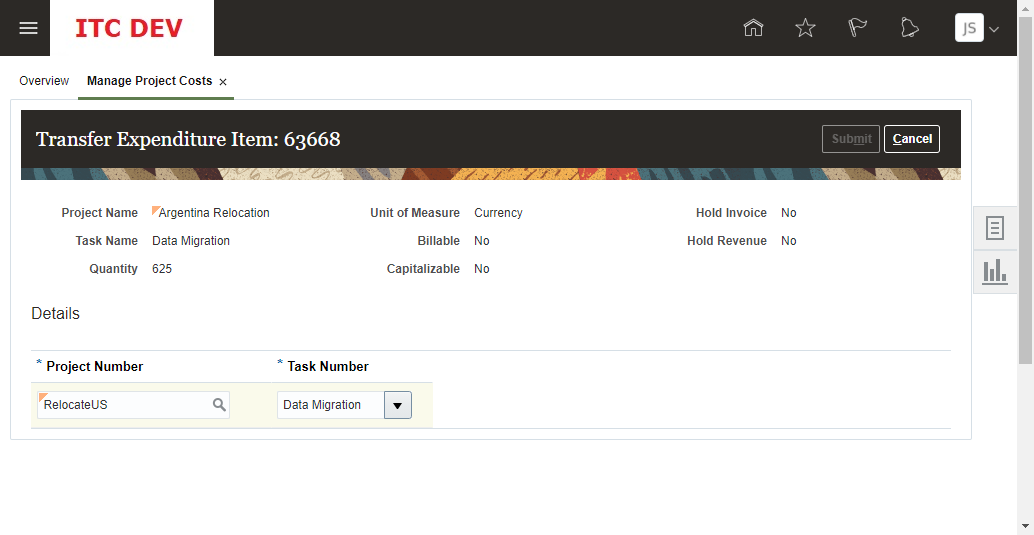 ITC DEV
JS
Overview
Manage Project Costs
Transfer Expenditure Item: 63668
Submit
Cancel
Project Name Argentina Relocation
Unit of Measure Currency
Hold Invoice No
Task Name Data Migration
Billable No
Hold Revenue No
Quantity 625
Capitalizable No
Details
* Project Number
* Task Number
RelocateUS
Data Migration